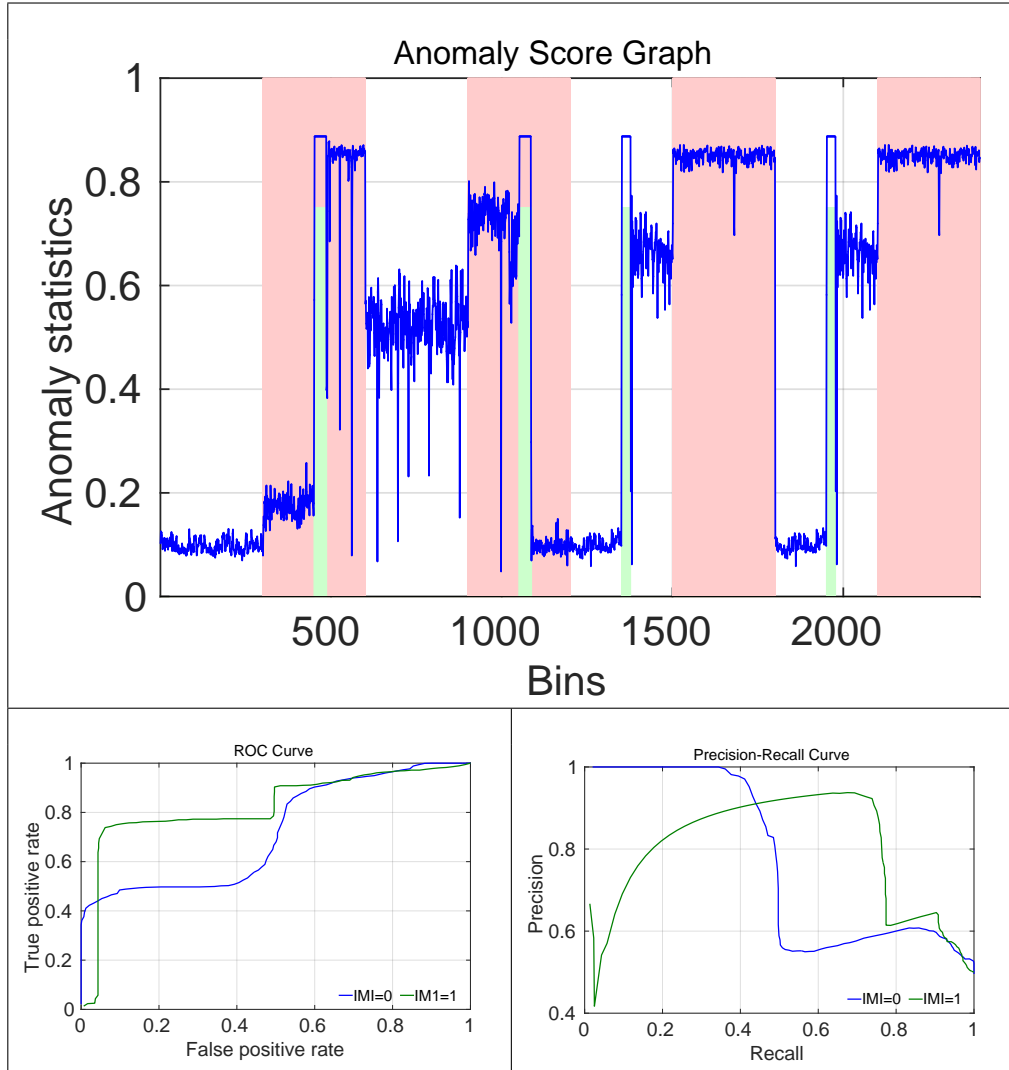 Anomaly Score Graph
1
0.8
0.6
0.4
0.2
0
Anomaly statistics
500 1000 1500 2000
Bins
ROC Curve
1
0.8
0.6
0.4
0.2
0
True positive rate
IMI=0 IM1=1
0 0.2 0.4 0.6 0.8 1
False positive rate
Precision-Recall Curve
1
0.8
0.6
0.4
Precision
IMI=0 IMI=1
0 0.2 0.4 0.6 0.8 1
Recall